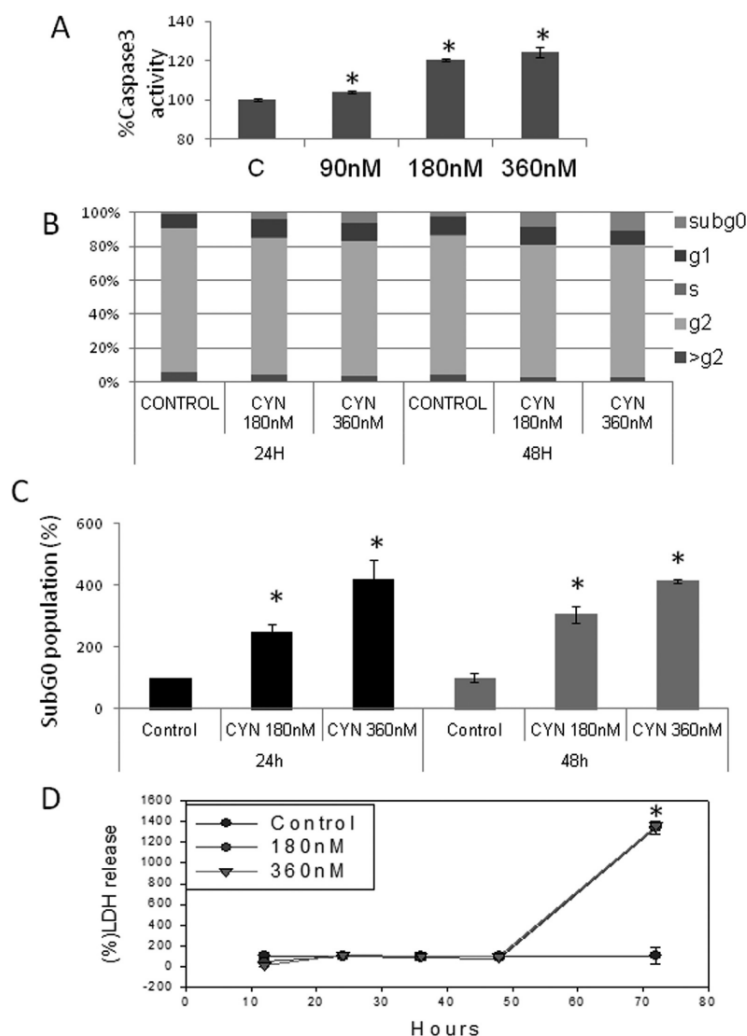 A
%Caspase3
activity
140
120
100
80
*
*
*
C
90nM
180nM
360nM
B
100%
80%
60%
40%
20%
0%
subg0
g1
s
g2
>g2
CONTROL
CYN
180nM
CYN
360nM
CONTROL
CYN
180nM
CYN
360nM
24H
48H
C
SubG0 population (%)
600
400
200
0
*
*
*
*
Control
CYN 180nM
CYN 360nM
Control
CYN 180nM
CYN 360nM
24h
48h
D
(%)LDH release
1600
1400
1200
1000
800
600
400
200
0
-200
Control
180nM
360nM
*
0
10
20
30
40
50
60
70
80
Hours